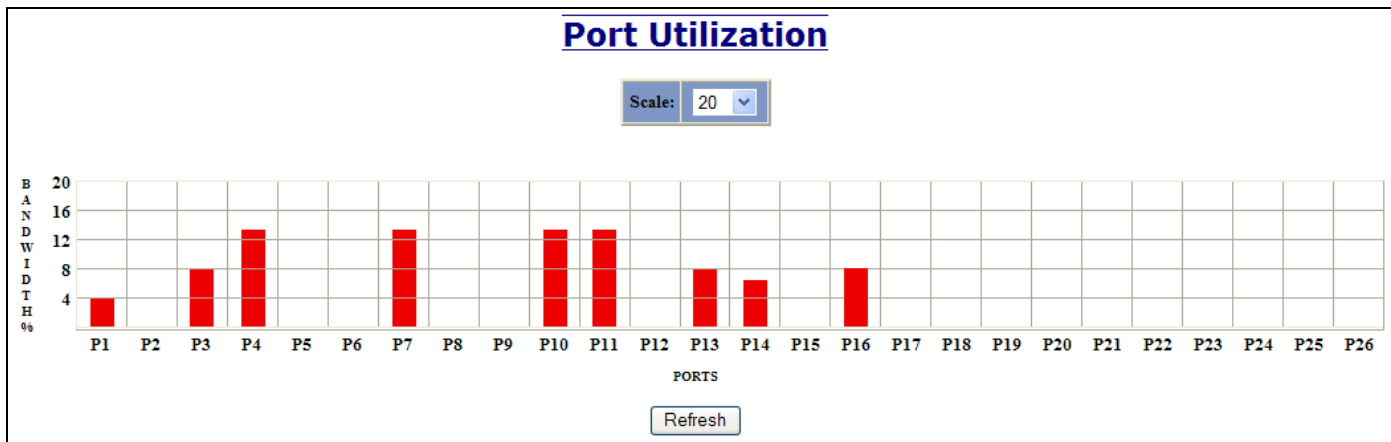 Port Utilization
Scale: 20
BANDWIDTH%
20
16
12
8
4
P1 P2 P3 P4 P5 P6 P7 P8 P9 P10 P11 P12 P13 P14 P15 P16 P17 P18 P19 P20 P21 P22 P23 P24 P25 P26
PORTS
Refresh